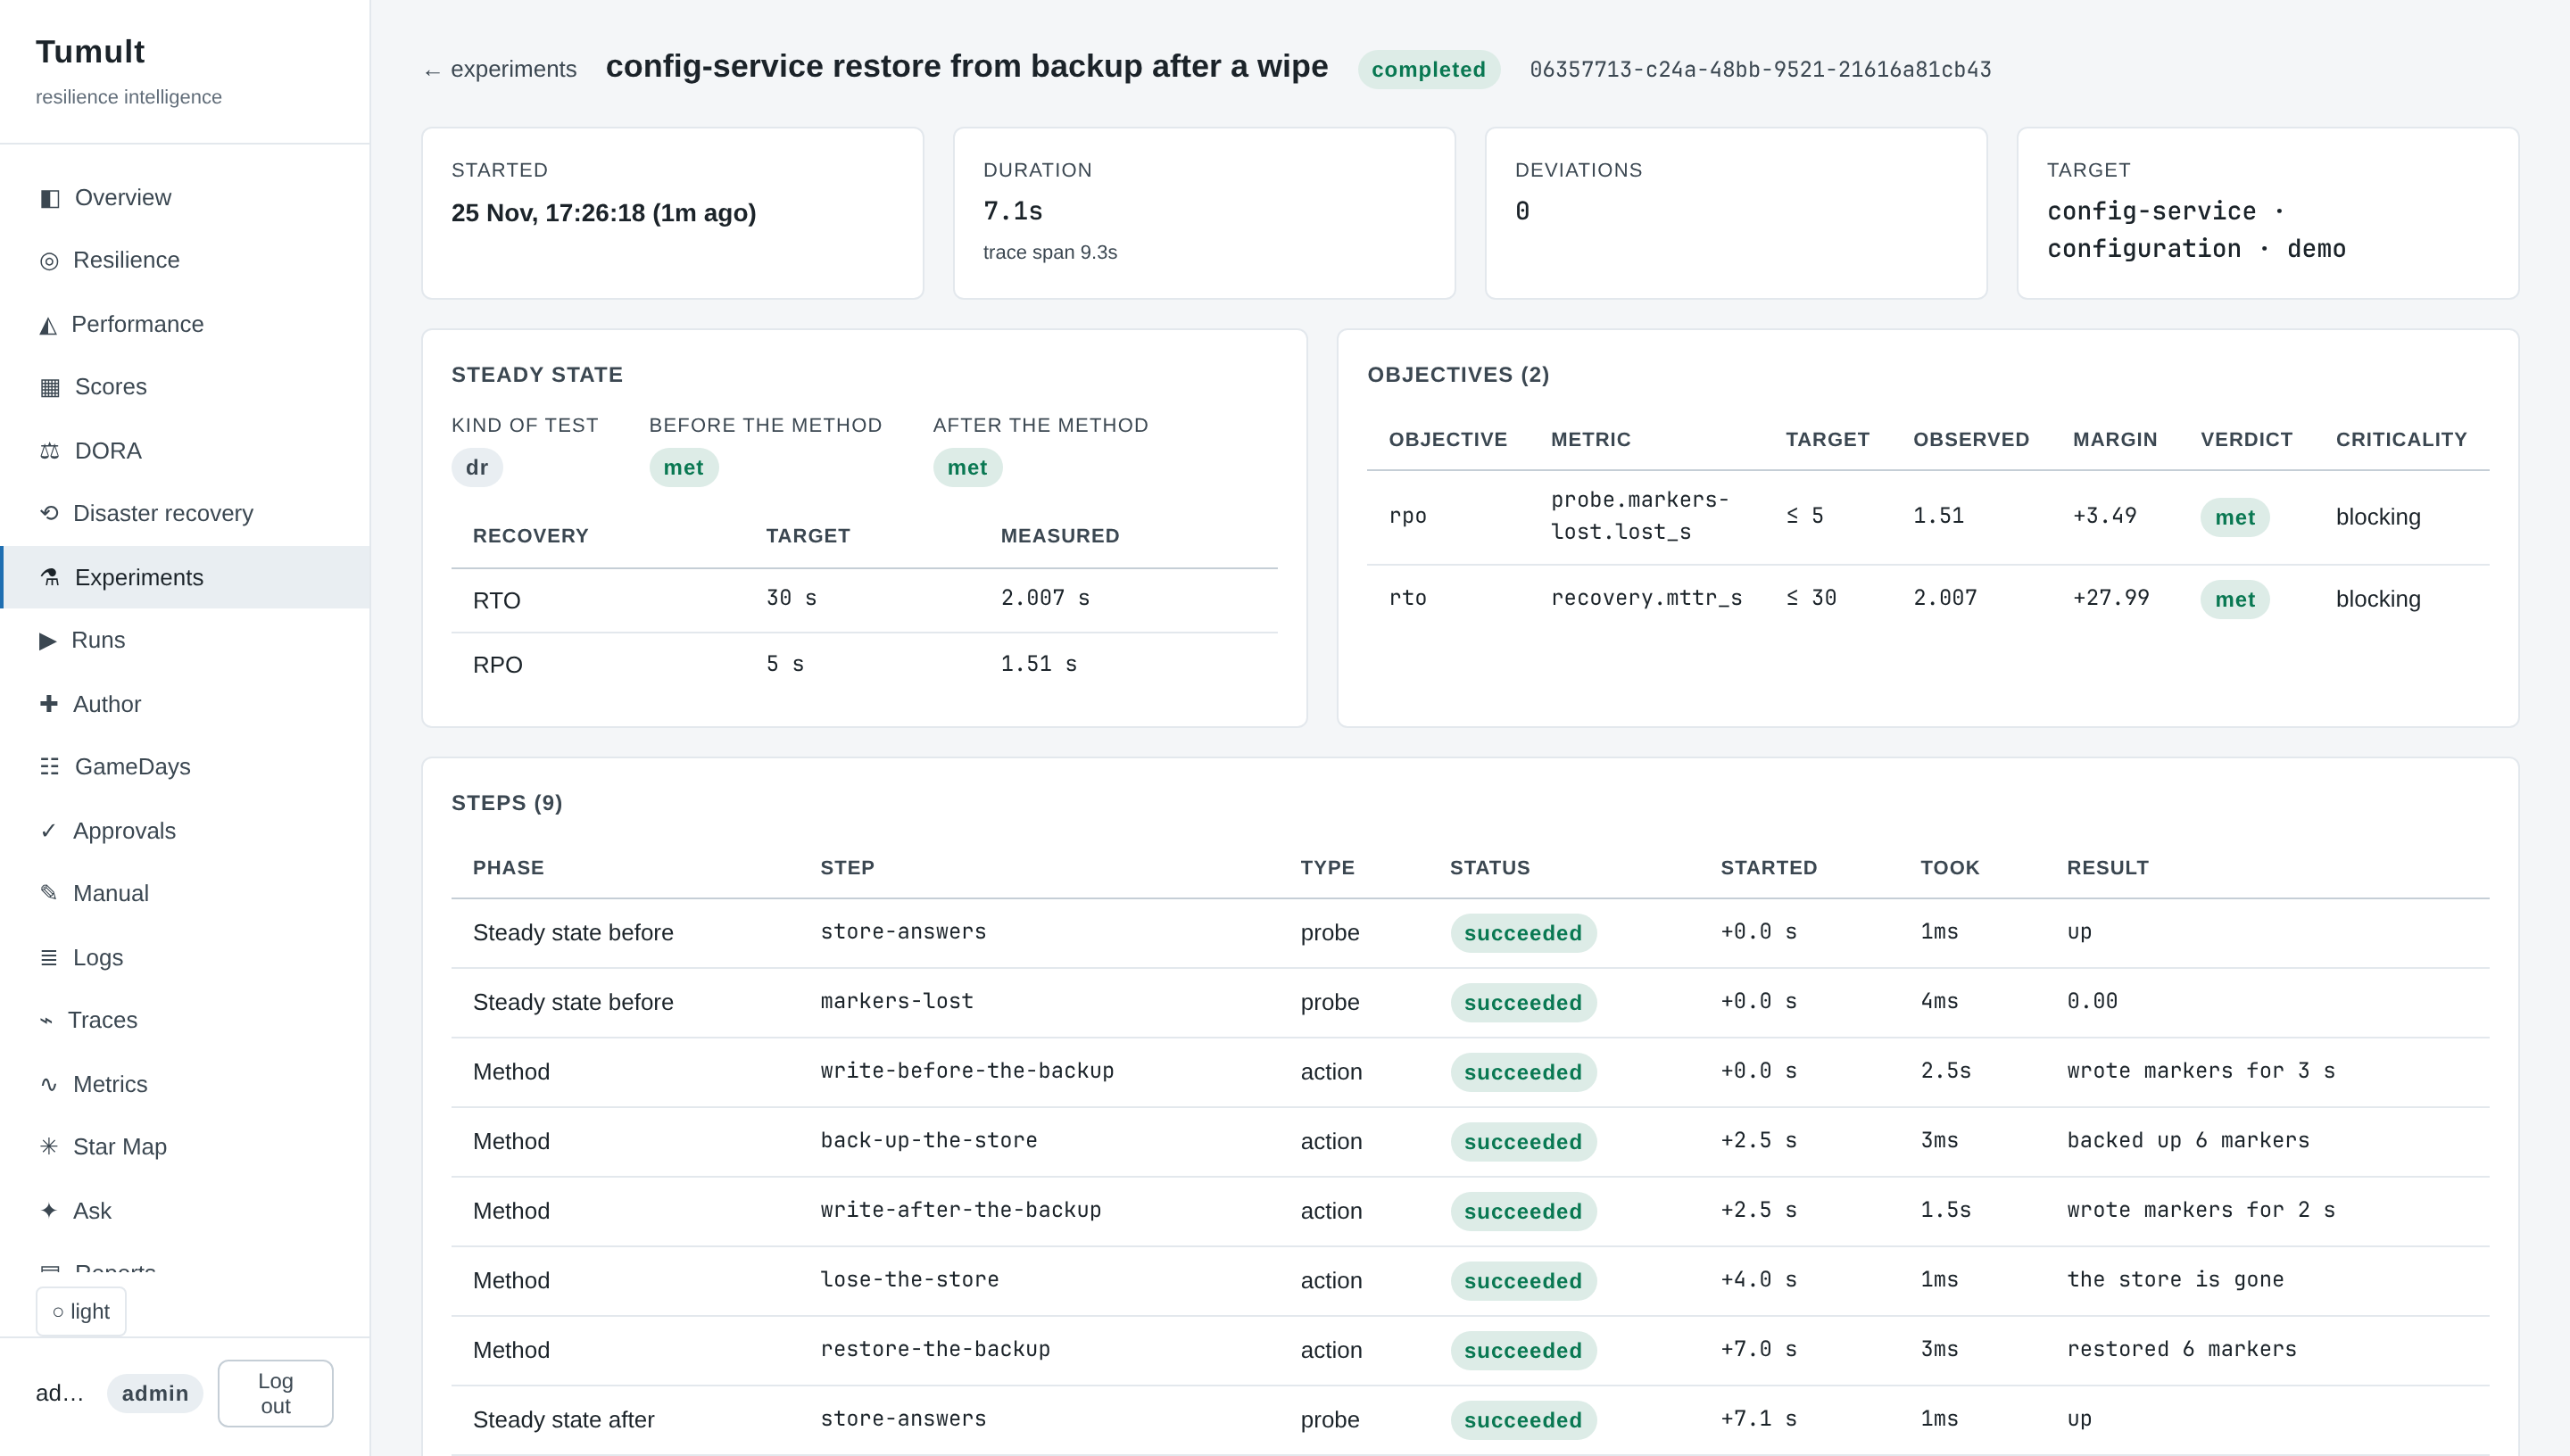 Tumult
resilience intelligence
Overview
Resilience
Performance
Scores
DORA
Disaster recovery
Experiments
Runs
Author
GameDays
Approvals
Manual
Logs
Traces
Metrics
Star Map
Ask
Reports
○ light
ad… admin Log
out
← experiments config-service restore from backup after a wipe completed 06357713-c24a-48bb-9521-21616a81cb43
STARTED
25 Nov, 17:26:18 (1m ago)
DURATION
7.1s
trace span 9.3s
DEVIATIONS
0
TARGET
config-service ·
configuration · demo
STEADY STATE
KIND OF TEST BEFORE THE METHOD AFTER THE METHOD
dr met met
RECOVERY TARGET MEASURED
RTO 30 s 2.007 s
RPO 5 s 1.51 s
OBJECTIVES (2)
OBJECTIVE METRIC TARGET OBSERVED MARGIN VERDICT CRITICALITY
rpo probe.markers-
lost.lost_s ≤ 5 1.51 +3.49 met blocking
rto recovery.mttr_s ≤ 30 2.007 +27.99 met blocking
STEPS (9)
PHASE STEP TYPE STATUS STARTED TOOK RESULT
Steady state before store-answers probe succeeded +0.0 s 1ms up
Steady state before markers-lost probe succeeded +0.0 s 4ms 0.00
Method write-before-the-backup action succeeded +0.0 s 2.5s wrote markers for 3 s
Method back-up-the-store action succeeded +2.5 s 3ms backed up 6 markers
Method write-after-the-backup action succeeded +2.5 s 1.5s wrote markers for 2 s
Method lose-the-store action succeeded +4.0 s 1ms the store is gone
Method restore-the-backup action succeeded +7.0 s 3ms restored 6 markers
Steady state after store-answers probe succeeded +7.1 s 1ms up